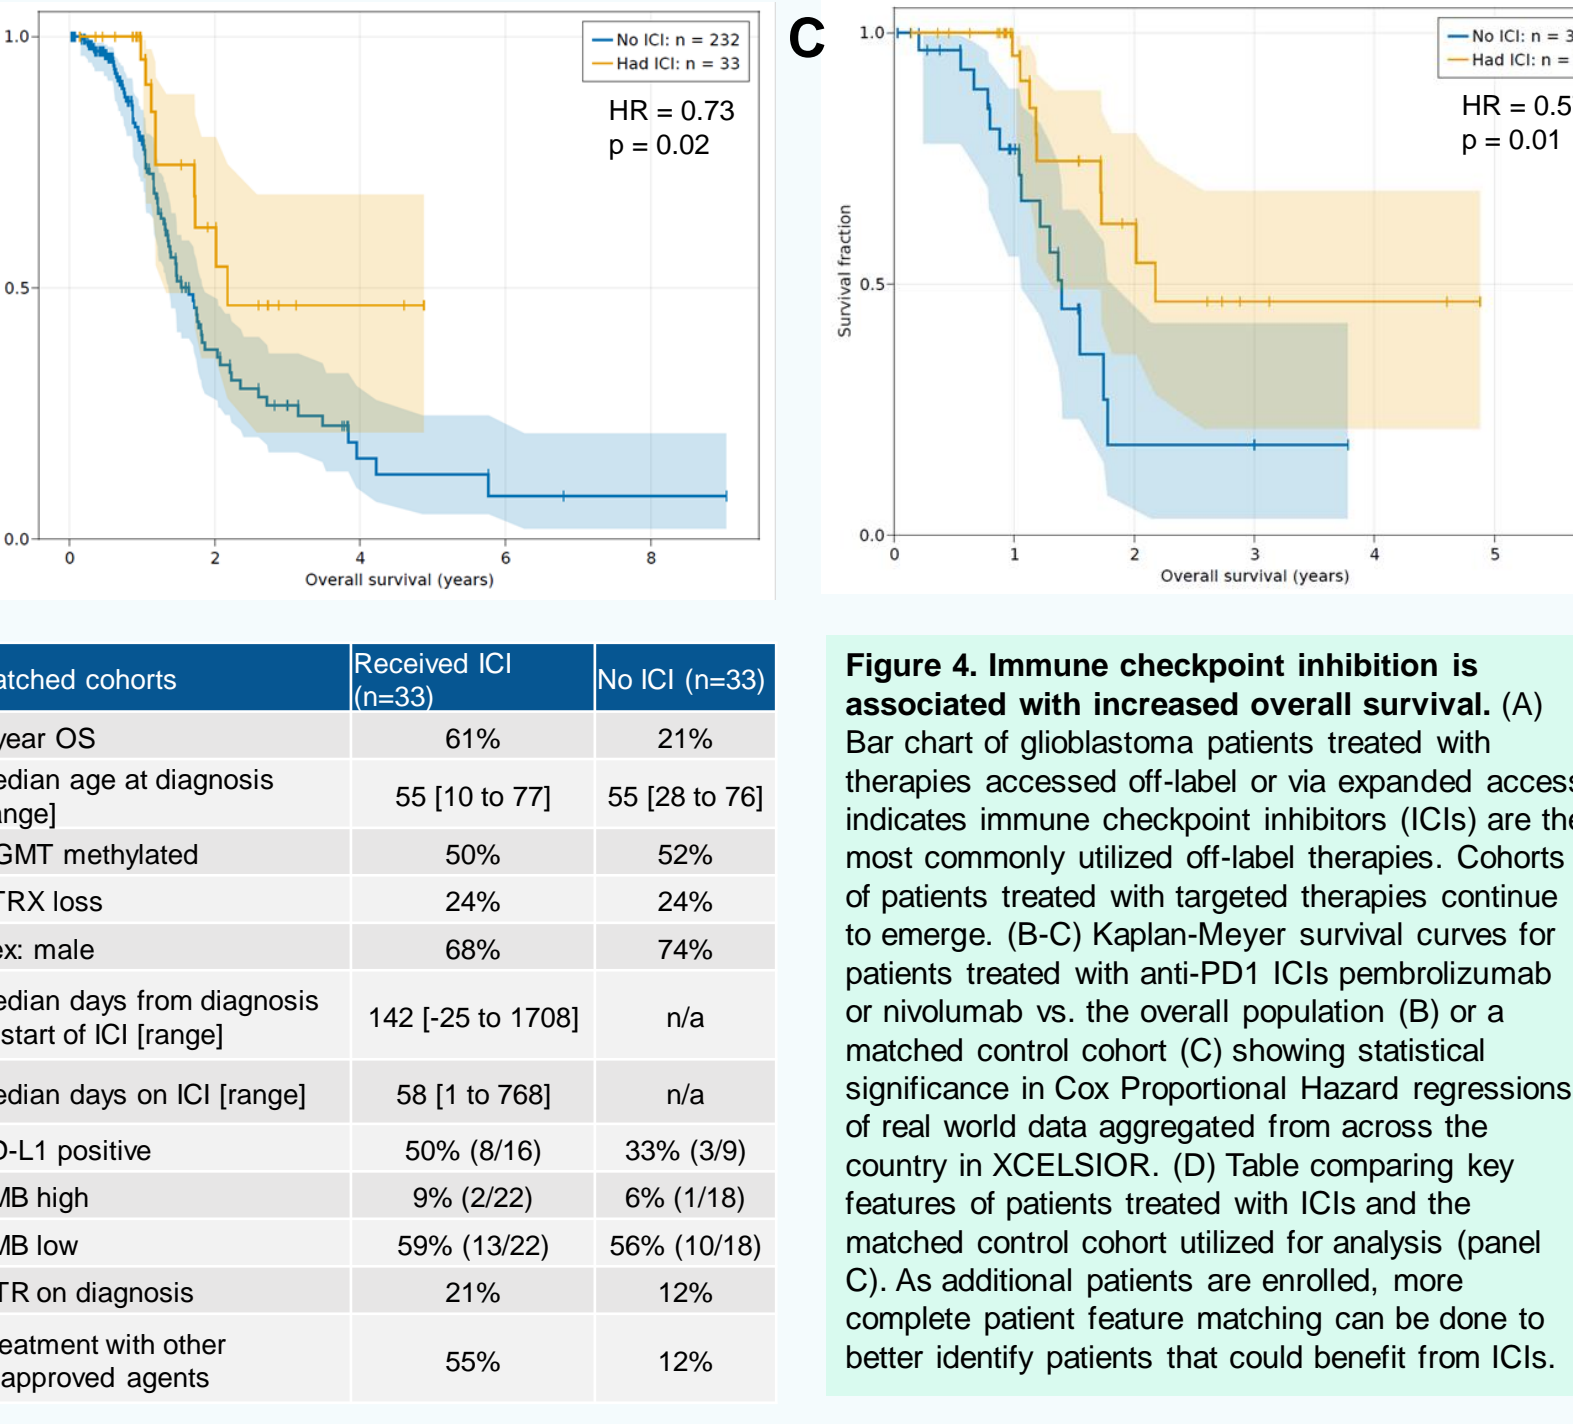 1.0
0.5
0.0
0
2
4
6
8
Overall survival (years)
No ICI: n = 232
Had ICI: n = 33
HR = 0.73
p = 0.02
C
1.0
0.5
0.0
Survival fraction
0
1
2
3
4
5
Overall survival (years)
No ICI: n = 3
Had ICI: n =
HR = 0.5
p = 0.01
atched cohorts Received ICI (n=33) No ICI (n=33)
year OS 61% 21%
edian age at diagnosis
ange] 55 [10 to 77] 55 [28 to 76]
GMT methylated 50% 52%
TRX loss 24% 24%
ex: male 68% 74%
edian days from diagnosis
start of ICI [range] 142 [-25 to 1708] n/a
edian days on ICI [range] 58 [1 to 768] n/a
D-L1 positive 50% (8/16) 33% (3/9)
MB high 9% (2/22) 6% (1/18)
MB low 59% (13/22) 56% (10/18)
TR on diagnosis 21% 12%
eatment with other
approved agents 55% 12%
Figure 4. Immune checkpoint inhibition is
associated with increased overall survival. (A)
Bar chart of glioblastoma patients treated with
therapies accessed off-label or via expanded access
indicates immune checkpoint inhibitors (ICIs) are the
most commonly utilized off-label therapies. Cohorts
of patients treated with targeted therapies continue
to emerge. (B-C) Kaplan-Meyer survival curves for
patients treated with anti-PD1 ICIs pembrolizumab
or nivolumab vs. the overall population (B) or a
matched control cohort (C) showing statistical
significance in Cox Proportional Hazard regressions
of real world data aggregated from across the
country in XCELSIOR. (D) Table comparing key
features of patients treated with ICIs and the
matched control cohort utilized for analysis (panel
C). As additional patients are enrolled, more
complete patient feature matching can be done to
better identify patients that could benefit from ICIs.